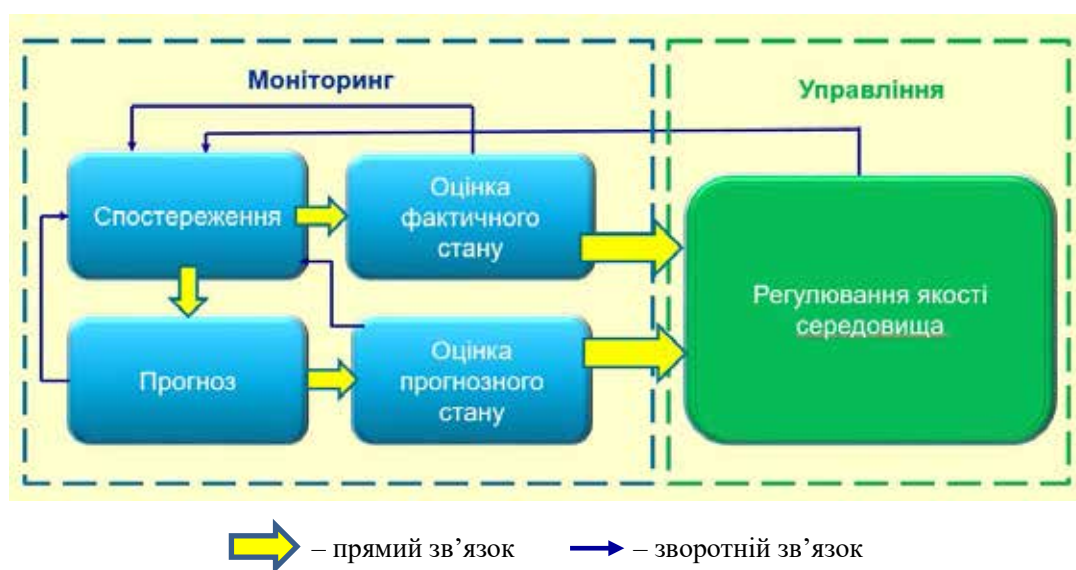 Моніторинг
Управління
Спостереження
Оцінка
фактичного
стану
Регулювання якості
середовища
Прогноз
Оцінка
прогнозного
стану
– прямий зв’язок
– зворотній зв’язок